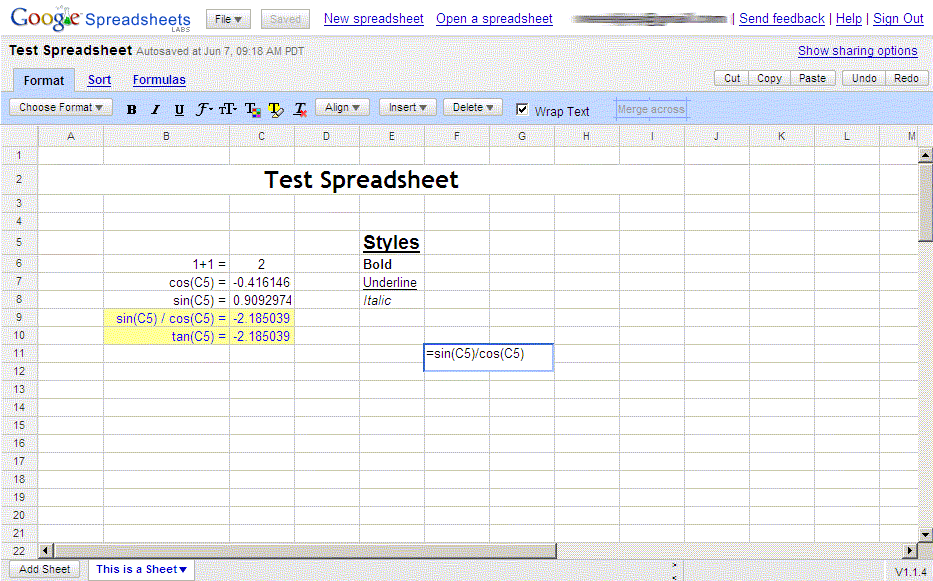 Google Spreadsheets LABS File ▼ Saved New spreadsheet Open a spreadsheet | Send feedback | Help | Sign Out
Test Spreadsheet Autosaved at Jun 7, 09:18 AM PDT Show sharing options
Format Sort Formulas Cut Copy Paste Undo Redo
Choose Format ▼ B I U F T T T T Align ▼ Insert ▼ Delete ▼ Wrap Text Merge across
A B C D E F G H I J K L M
1
2 Test Spreadsheet
3
4
5 Styles
6 1+1 = 2 Bold
7 cos(C5) = -0.416146 Underline
8 sin(C5) = 0.9092974 Italic
9 sin(C5) / cos(C5) = -2.185039
10 tan(C5) = -2.185039
11 =sin(C5)/cos(C5)
12
13
14
15
16
17
18
19
20
21
22
Add Sheet This is a Sheet ▼ > < V1.1.4